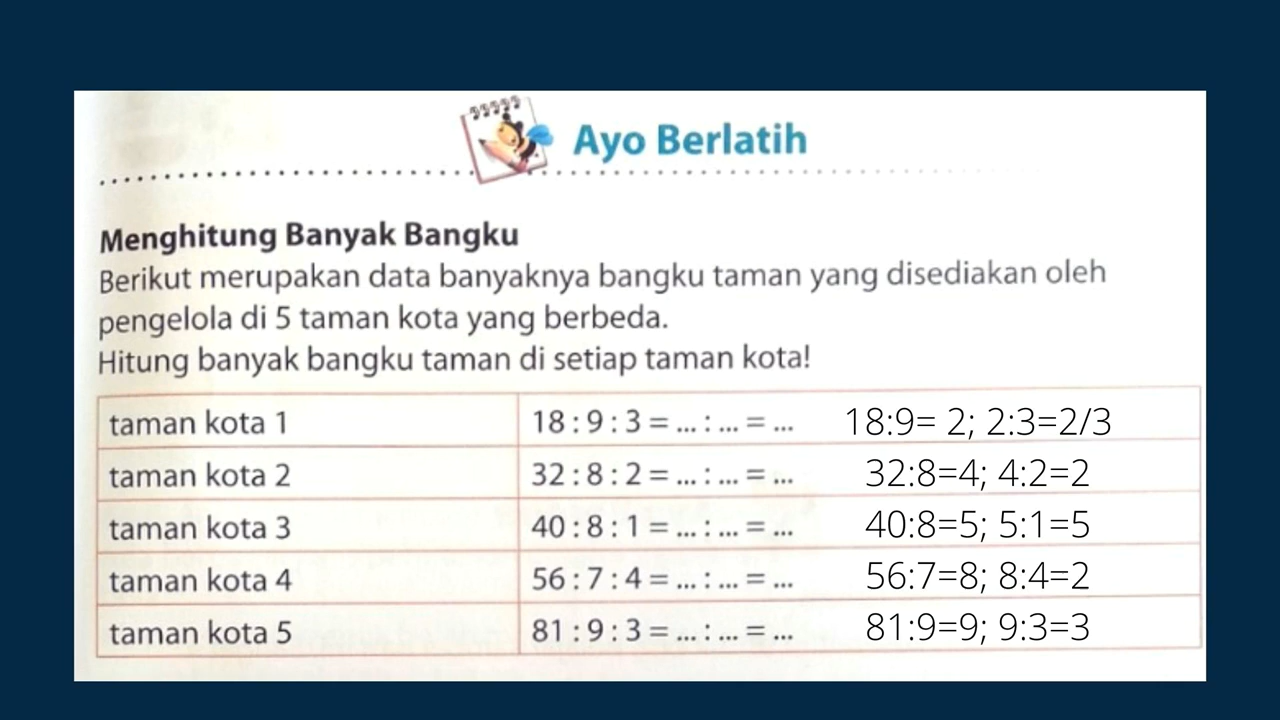 Ayo Berlatih
Menghitung Banyak Bangku
Berikut merupakan data banyaknya bangku taman yang disediakan oleh
pengelola di 5 taman kota yang berbeda.
Hitung banyak bangku taman di setiap taman kota!
taman kota 1 18 : 9 : 3 = ... : ... = ... 18:9= 2; 2:3=2/3
taman kota 2 32 : 8 : 2 = ... : ... = ... 32:8=4; 4:2=2
taman kota 3 40 : 8 : 1 = ... : ... = ... 40:8=5; 5:1=5
taman kota 4 56 : 7 : 4 = ... : ... = ... 56:7=8; 8:4=2
taman kota 5 81 : 9 : 3 = ... : ... = ... 81:9=9; 9:3=3